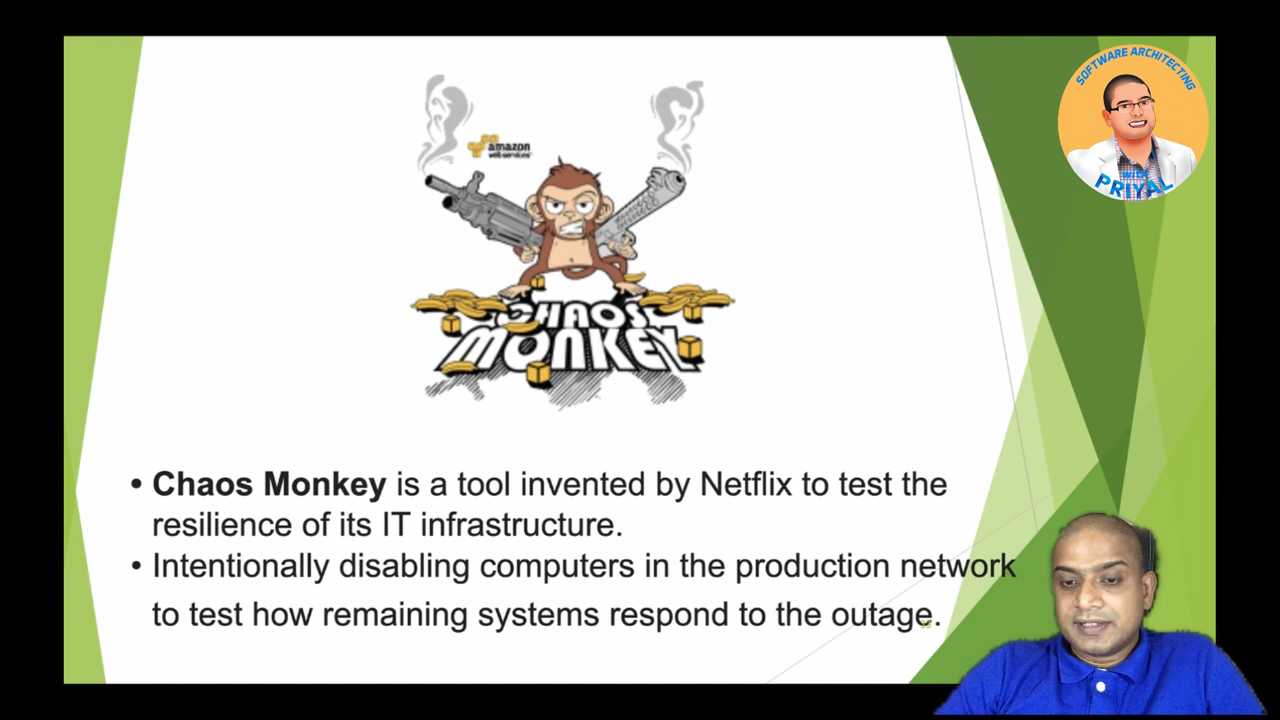 SOFTWARE ARCHITECTING
with
PRIYAL
amazon
webservices
CHAOS
MONKEY
• Chaos Monkey is a tool invented by Netflix to test the
resilience of its IT infrastructure.
• Intentionally disabling computers in the production network
to test how remaining systems respond to the outage.